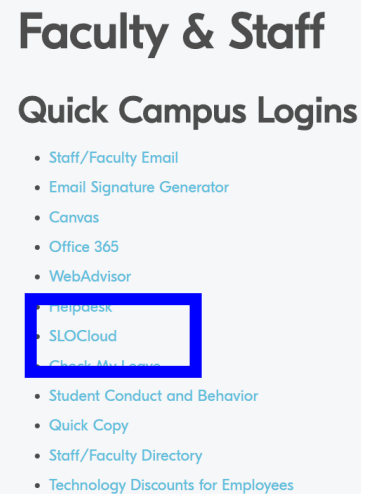 Faculty & Staff
Quick Campus Logins
Staff/Faculty Email
Email Signature Generator
Canvas
Office 365
WebAdvisor
Helpdesk
SLOCloud
Check My Leave
Student Conduct and Behavior
Quick Copy
Staff/Faculty Directory
Technology Discounts for Employees